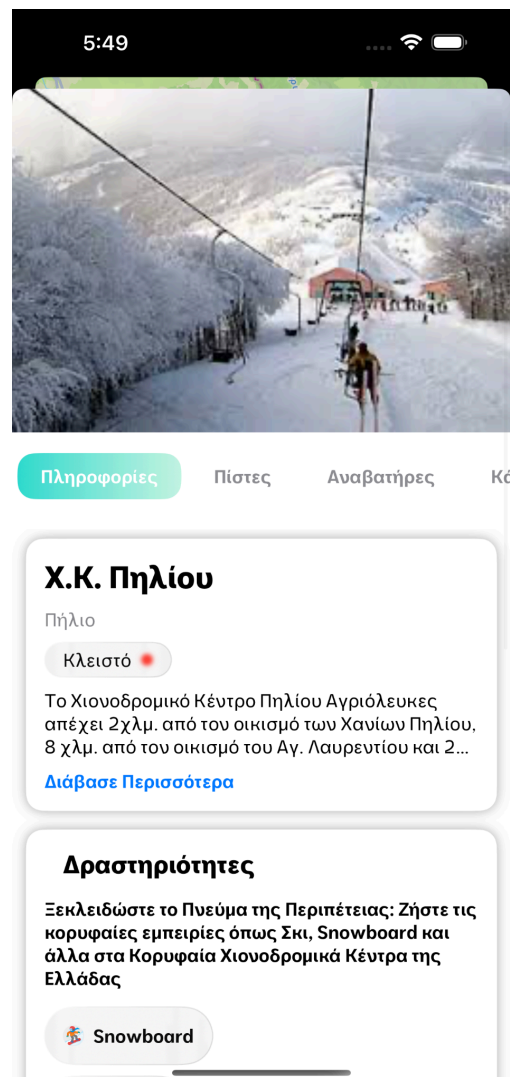 5:49
Πληροφορίες Πίστες Αναβατήρες Κά
Χ.Κ. Πηλίου
Πήλιο
Κλειστό
Το Χιονοδρομικό Κέντρο Πηλίου Αγριόλευκες
απέχει 2χλμ. από τον οικισμό των Χανίων Πηλίου,
8 χλμ. από τον οικισμό του Αγ. Λαυρεντίου και 2...
Διάβασε Περισσότερα
Δραστηριότητες
Ξεκλειδώστε το Πνεύμα της Περιπέτειας: Ζήστε τις
κορυφαίες εμπειρίες όπως Σκι, Snowboard και
άλλα στα Κορυφαία Χιονοδρομικά Κέντρα της
Ελλάδας
Snowboard